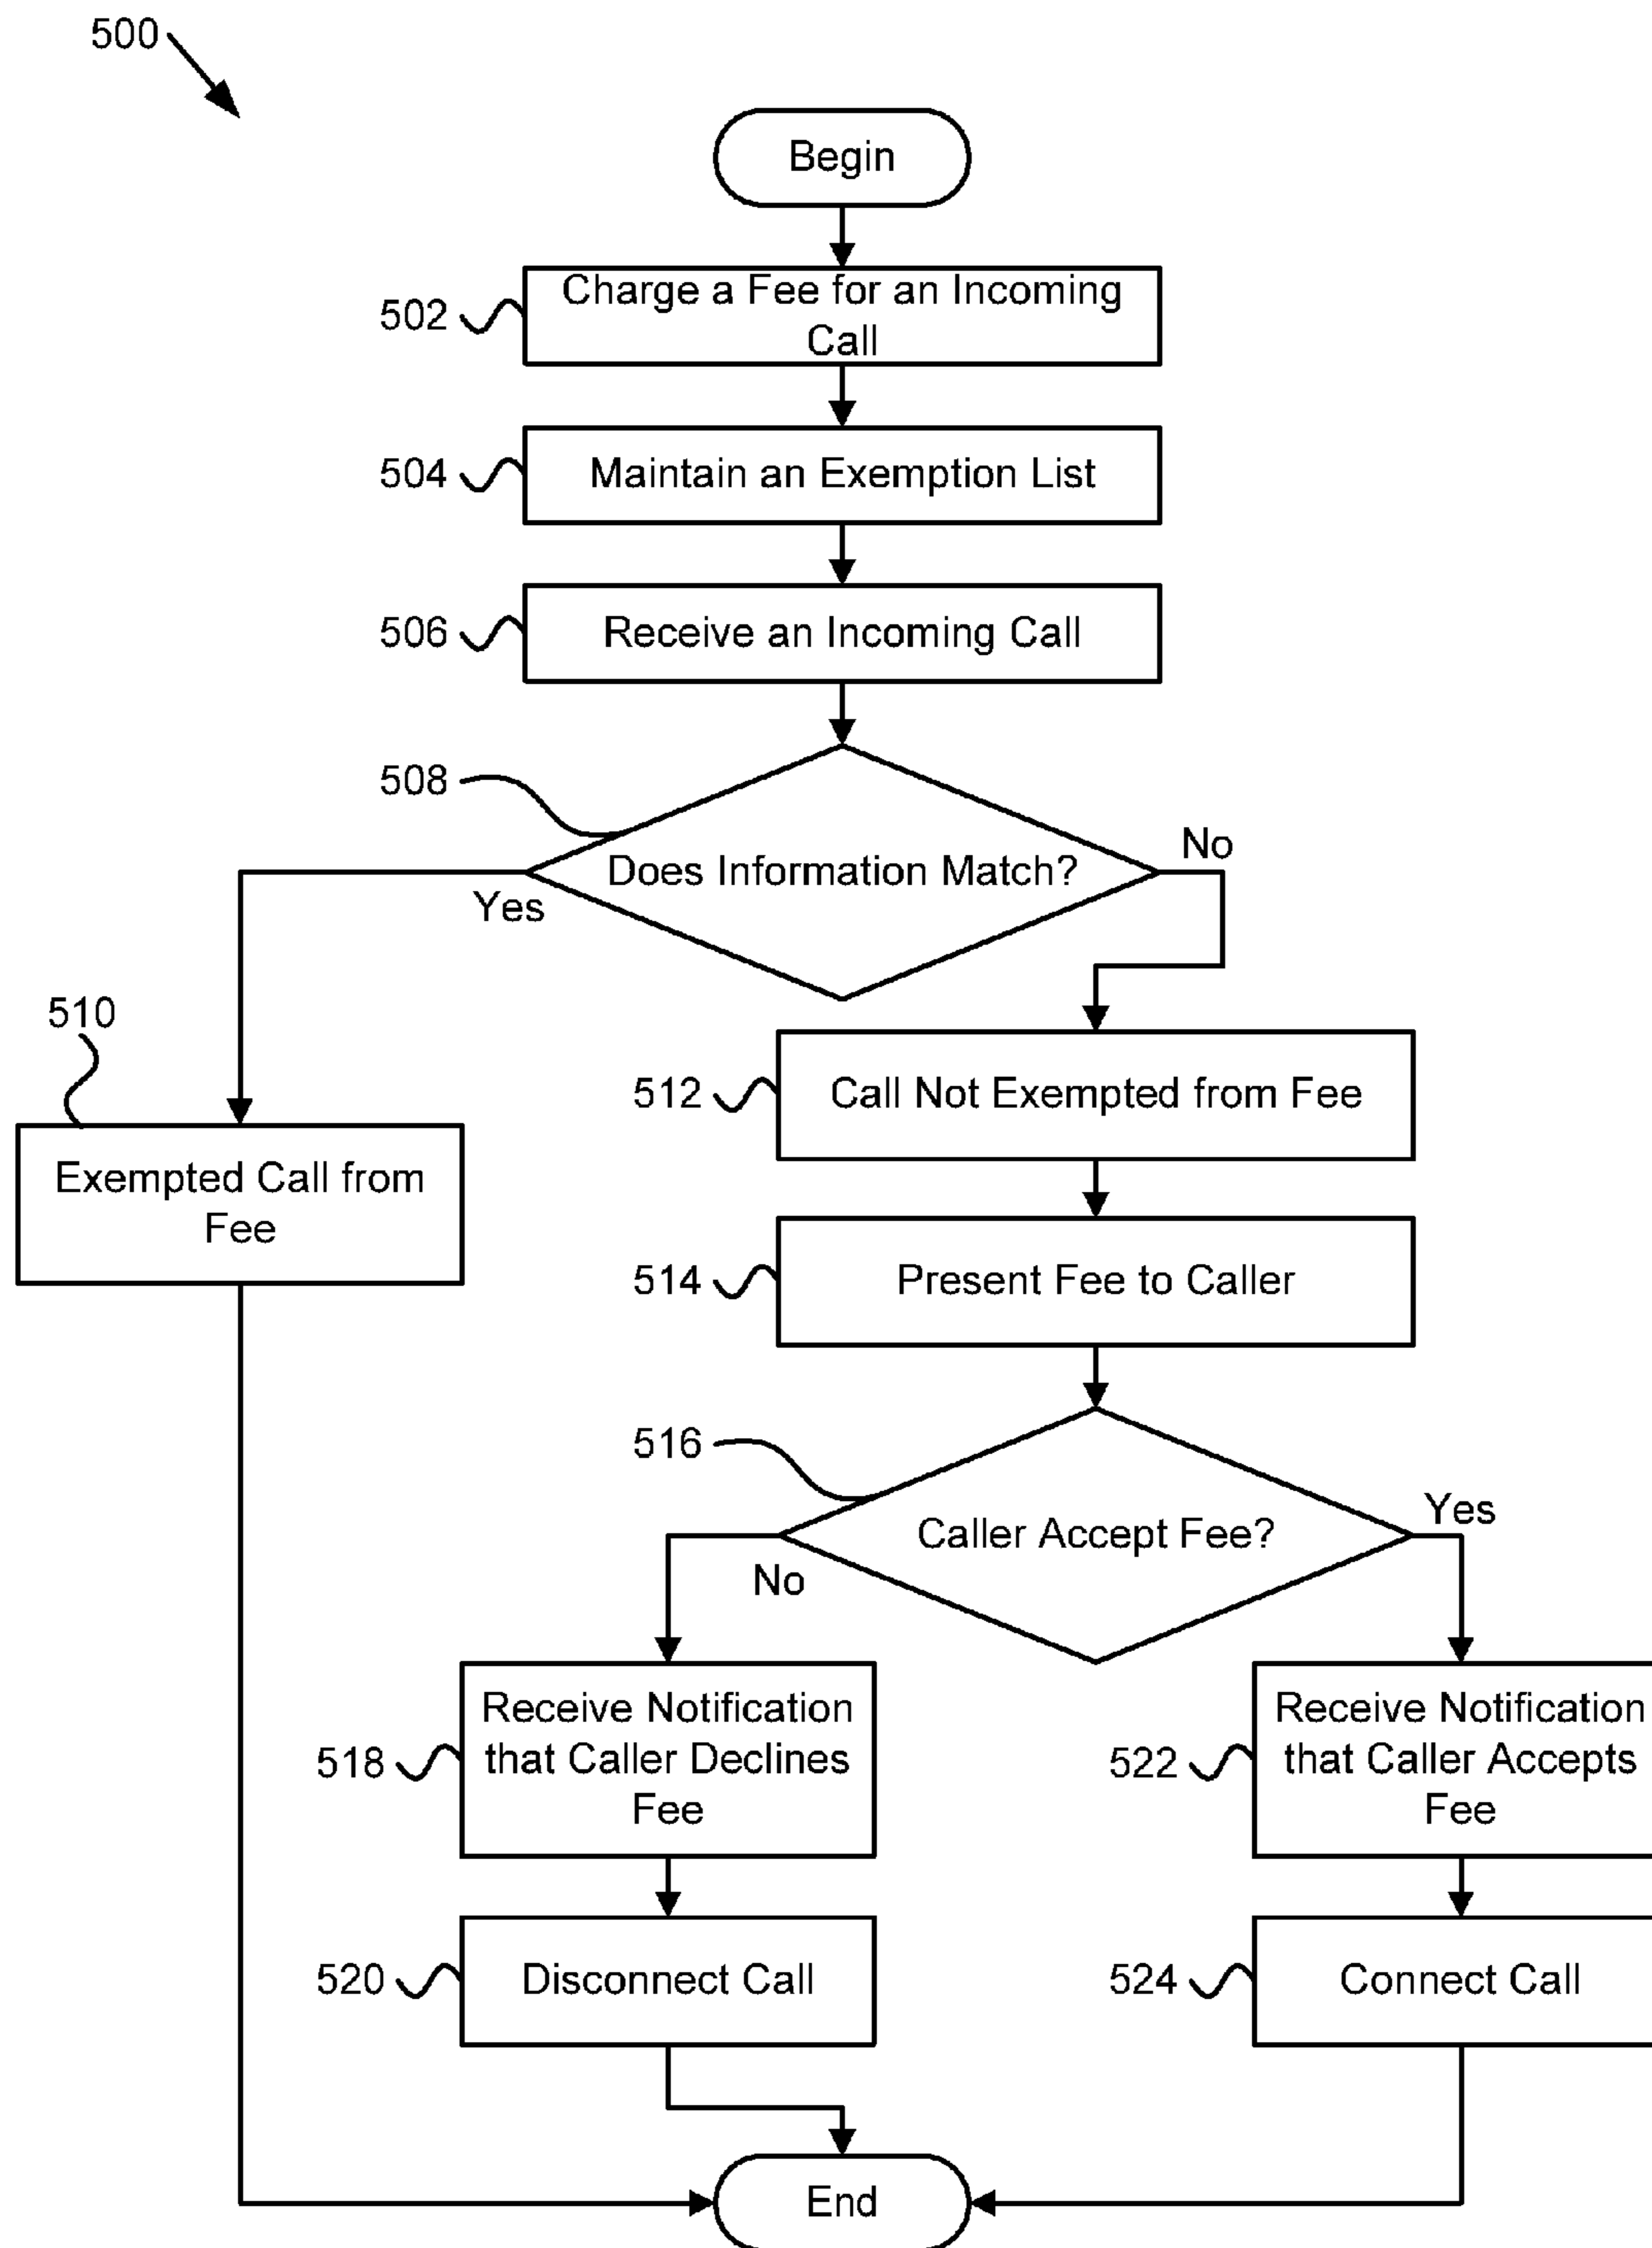 500
Begin
502
Charge a Fee for an Incoming
Call
504
Maintain an Exemption List
506
Receive an Incoming Call
508
Does Information Match?
No
Yes
510
Exempted Call from
Fee
512
Call Not Exempted from Fee
514
Present Fee to Caller
516
Caller Accept Fee?
Yes
No
518
Receive Notification
that Caller Declines
Fee
522
Receive Notification
that Caller Accepts
Fee
520
Disconnect Call
524
Connect Call
End